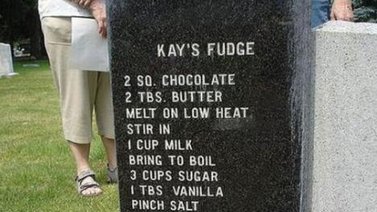 KAY'S FUDGE
2 SQ. CHOCOLATE
2 TBS. BUTTER
MELT ON LOW HEAT
STIR IN
1 CUP MILK
BRING TO BOIL
3 CUPS SUGAR
1 TBS VANILLA
PINCH SALT